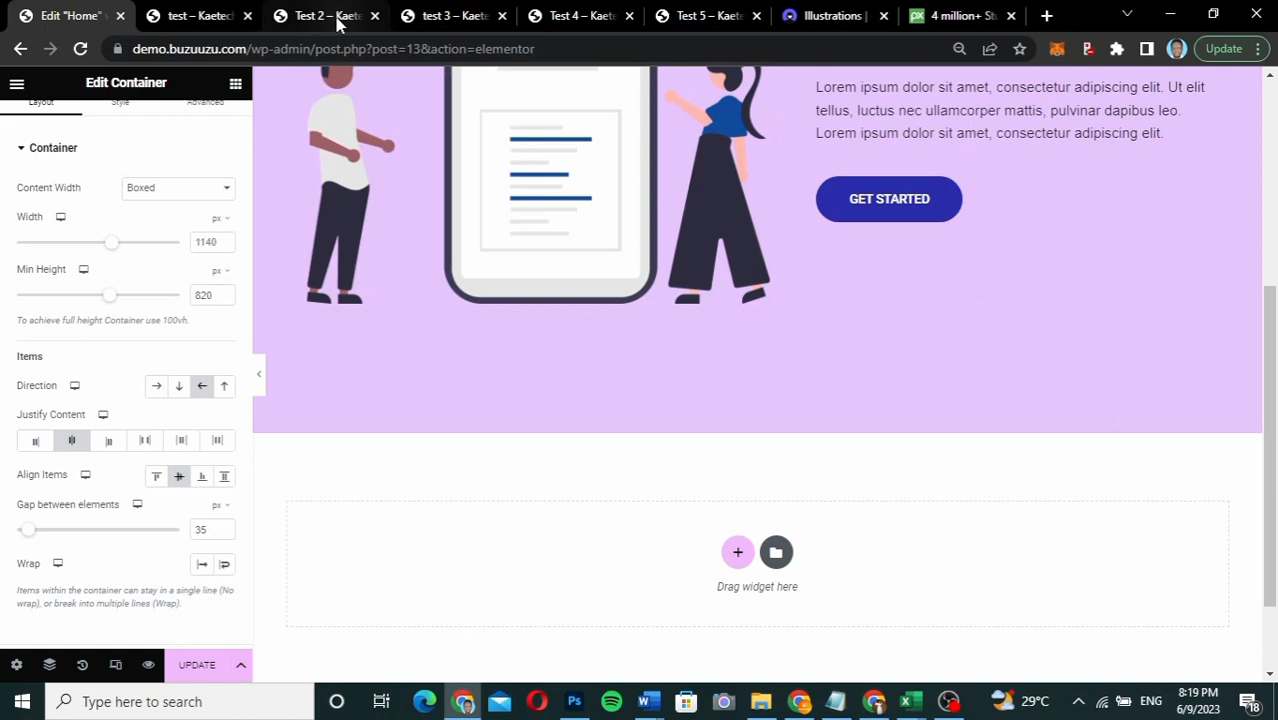 Edit "Home"
test – Kaetech
Test 2 – Kaete
test 3 – Kaete
Test 4 – Kaete
Test 5 – Kaete
Illustrations |
4 million+ Stu
demo.buzuuzu.com/wp-admin/post.php?post=13&action=elementor
Update
Edit Container
Layout
Style
Advanced
Container
Content Width
Boxed
Width
px
1140
Min Height
px
820
To achieve full height Container use 100vh.
Items
Direction
Justify Content
Align Items
Gap between elements
px
35
Wrap
Items within the container can stay in a single line (No
wrap), or break into multiple lines (Wrap).
UPDATE
Lorem ipsum dolor sit amet, consectetur adipiscing elit. Ut elit
tellus, luctus nec ullamcorper mattis, pulvinar dapibus leo.
Lorem ipsum dolor sit amet, consectetur adipiscing elit.
GET STARTED
Drag widget here
Type here to search
29°C
ENG
8:19 PM
6/9/2023
18